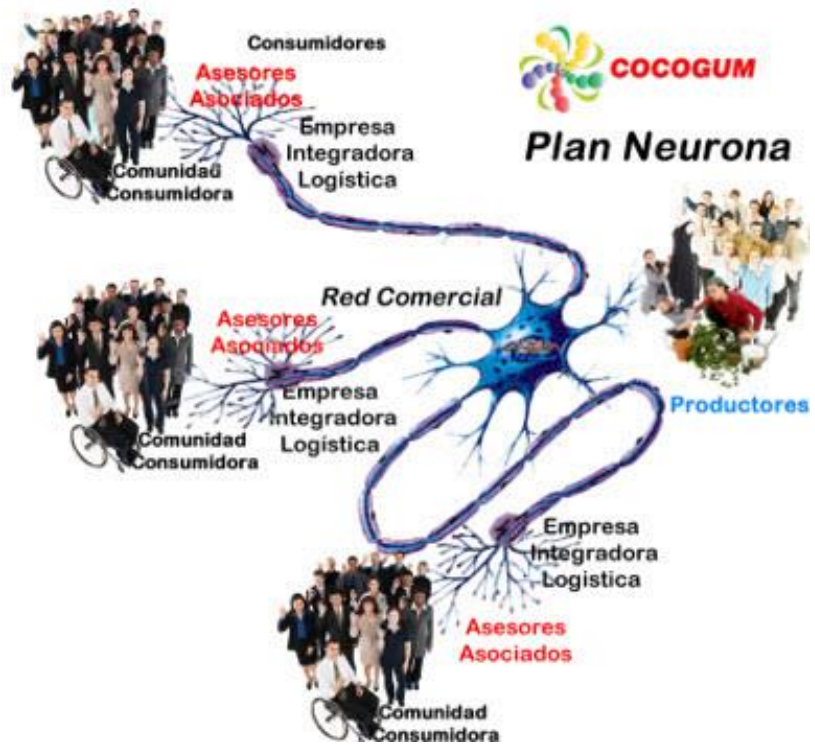 Consumidores
Asesores
Asociados
Empresa
Integradora
Logística
Comunidad
Consumidora
COCOGUM
Plan Neurona
Red Comercial
Asesores
Asociados
Empresa
Integradora
Logística
Comunidad
Consumidora
Productores
Empresa
Integradora
Logistica
Asesores
Asociados
Comunidad
Consumidora